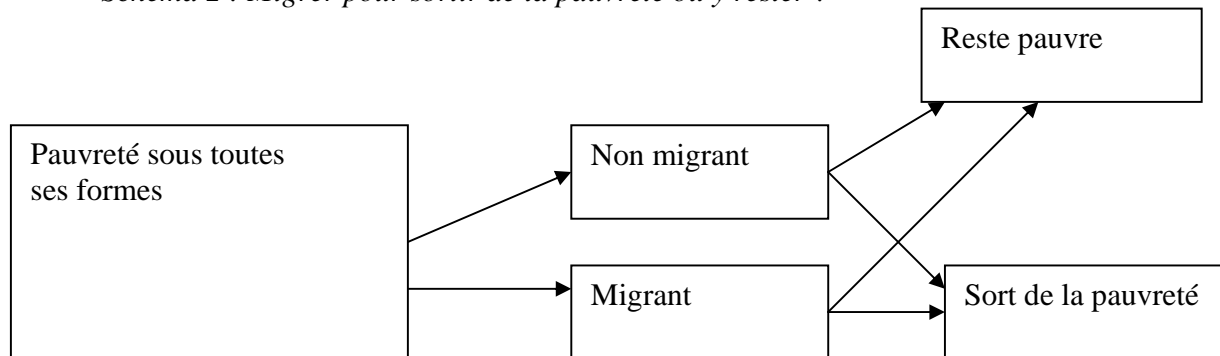 Schéma 2 : Migrer pour sortir de la pauvreté ou y rester ?
Reste pauvre
Pauvreté sous toutes
ses formes
Non migrant
Migrant
Sort de la pauvreté